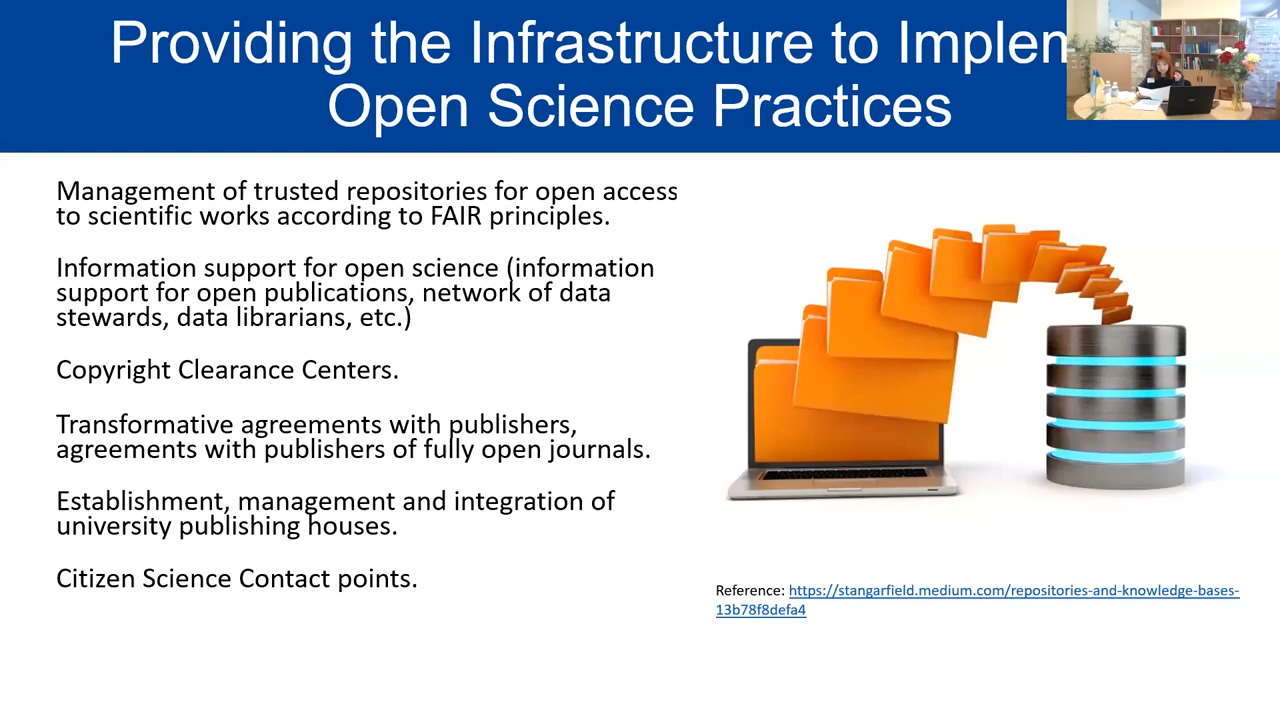 Providing the Infrastructure to Implem
Open Science Practices
Management of trusted repositories for open access
to scientific works according to FAIR principles.
Information support for open science (information
support for open publications, network of data
stewards, data librarians, etc.)
Copyright Clearance Centers.
Transformative agreements with publishers,
agreements with publishers of fully open journals.
Establishment, management and integration of
university publishing houses.
Citizen Science Contact points.
Reference: https://stangarfield.medium.com/repositories-and-knowledge-bases-
13b78f8defa4